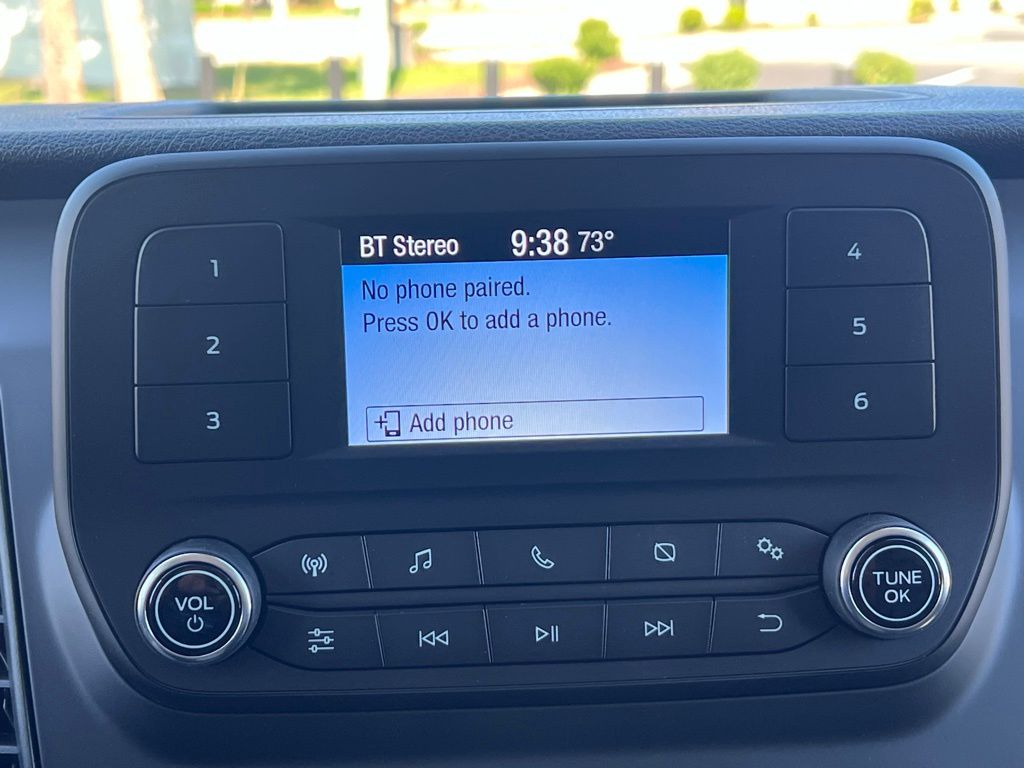 BT Stereo 9:38 73°
No phone paired.
Press OK to add a phone.
Add phone
1
2
3
4
5
6
VOL
TUNE
OK